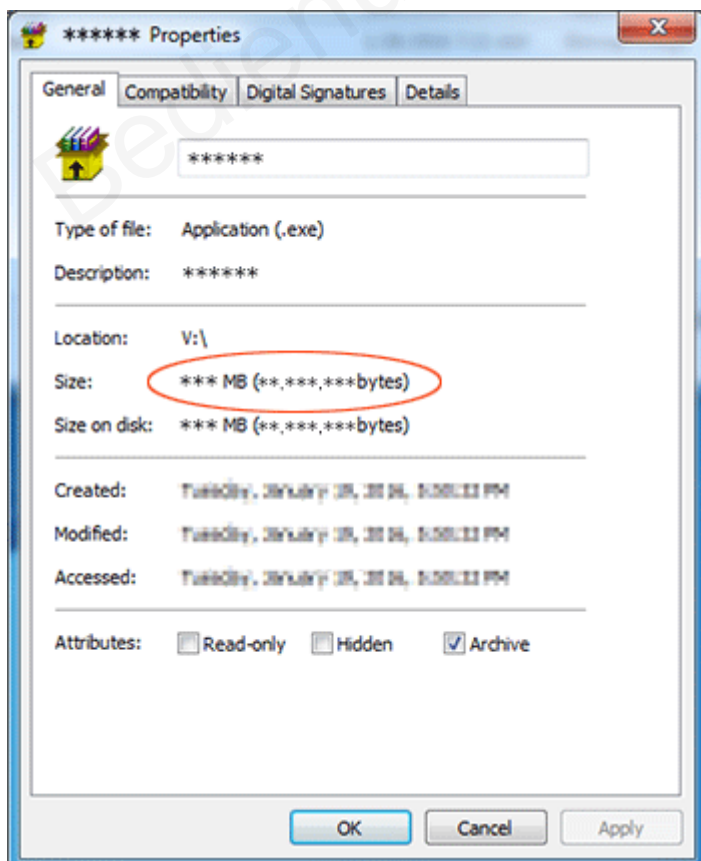 Bedien
****** Properties
General Compatibility Digital Signatures Details
******
Type of file: Application (.exe)
Description: ******
Location: V:\
Size: *** MB (**,***,***bytes)
Size on disk: *** MB (**,***,***bytes)
Created:
Modified:
Accessed:
Attributes: Read-only Hidden Archive
OK Cancel Apply